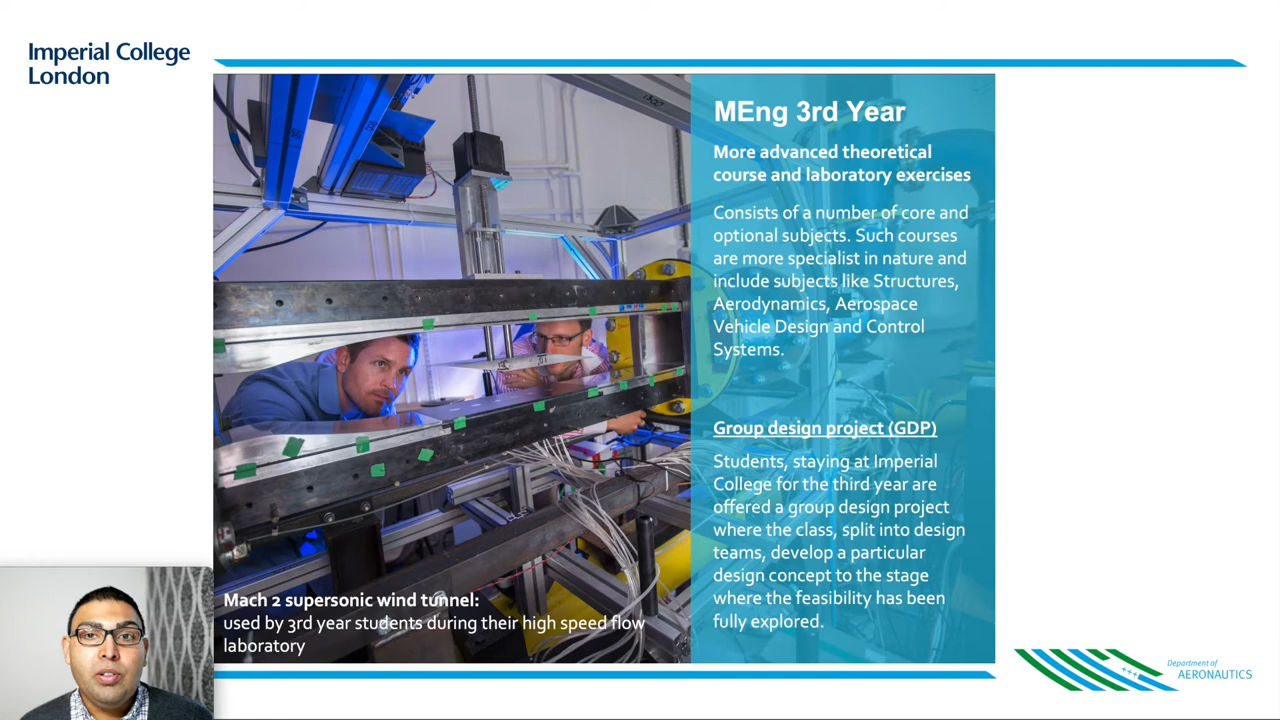 Imperial College
London
MEng 3rd Year
More advanced theoretical
course and laboratory exercises
Consists of a number of core and
optional subjects. Such courses
are more specialist in nature and
include subjects like Structures,
Aerodynamics, Aerospace
Vehicle Design and Control
Systems.
Group design project (GDP)
Students, staying at Imperial
College for the third year are
offered a group design project
where the class, split into design
teams, develop a particular
design concept to the stage
where the feasibility has been
fully explored.
Mach 2 supersonic wind tunnel:
used by 3rd year students during their high speed flow
laboratory
Department of
AERONAUTICS